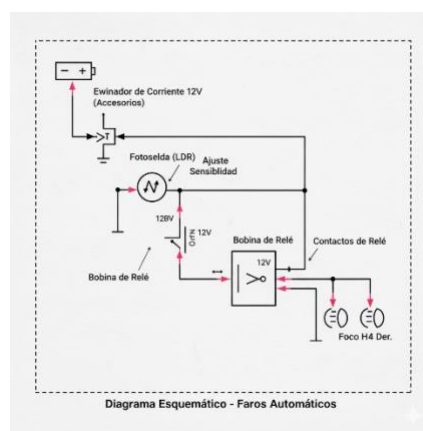 - +
Ewinador de Corriente 12V
(Accesorios)
T
Fotoselda (LDR)
Ajuste
Sensiblidad
128V
12V
Bobina de Relé
Bobina de Relé
12V
Contactos de Relé
Foco H4 Der.
Diagrama Esquemático - Faros Automáticos